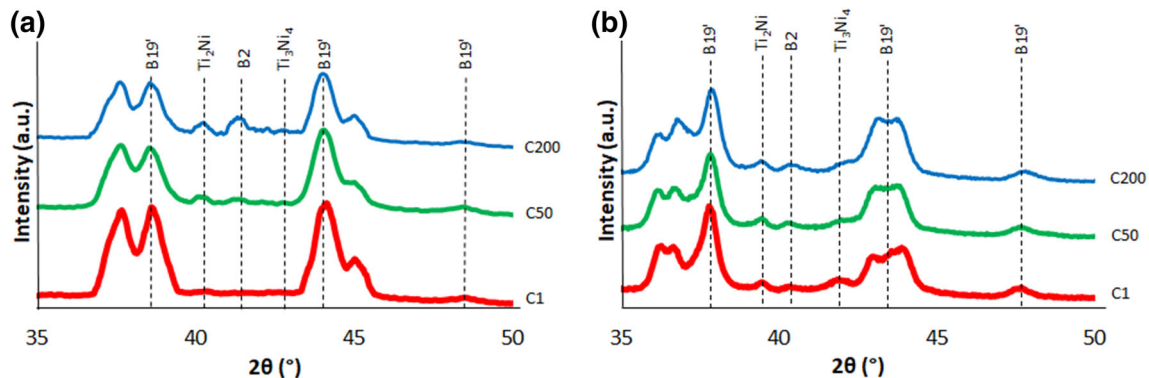 (a)
B19'
Ti₂Ni
B2
Ti₃Ni₄
B19'
B19'
Intensity (a.u.)
C200
C50
C1
35
40
45
50
2θ (°)
(b)
B19'
Ti₂Ni
B2
Ti₃Ni₄
B19'
B19'
Intensity (a.u.)
C200
C50
C1
35
40
45
50
2θ (°)